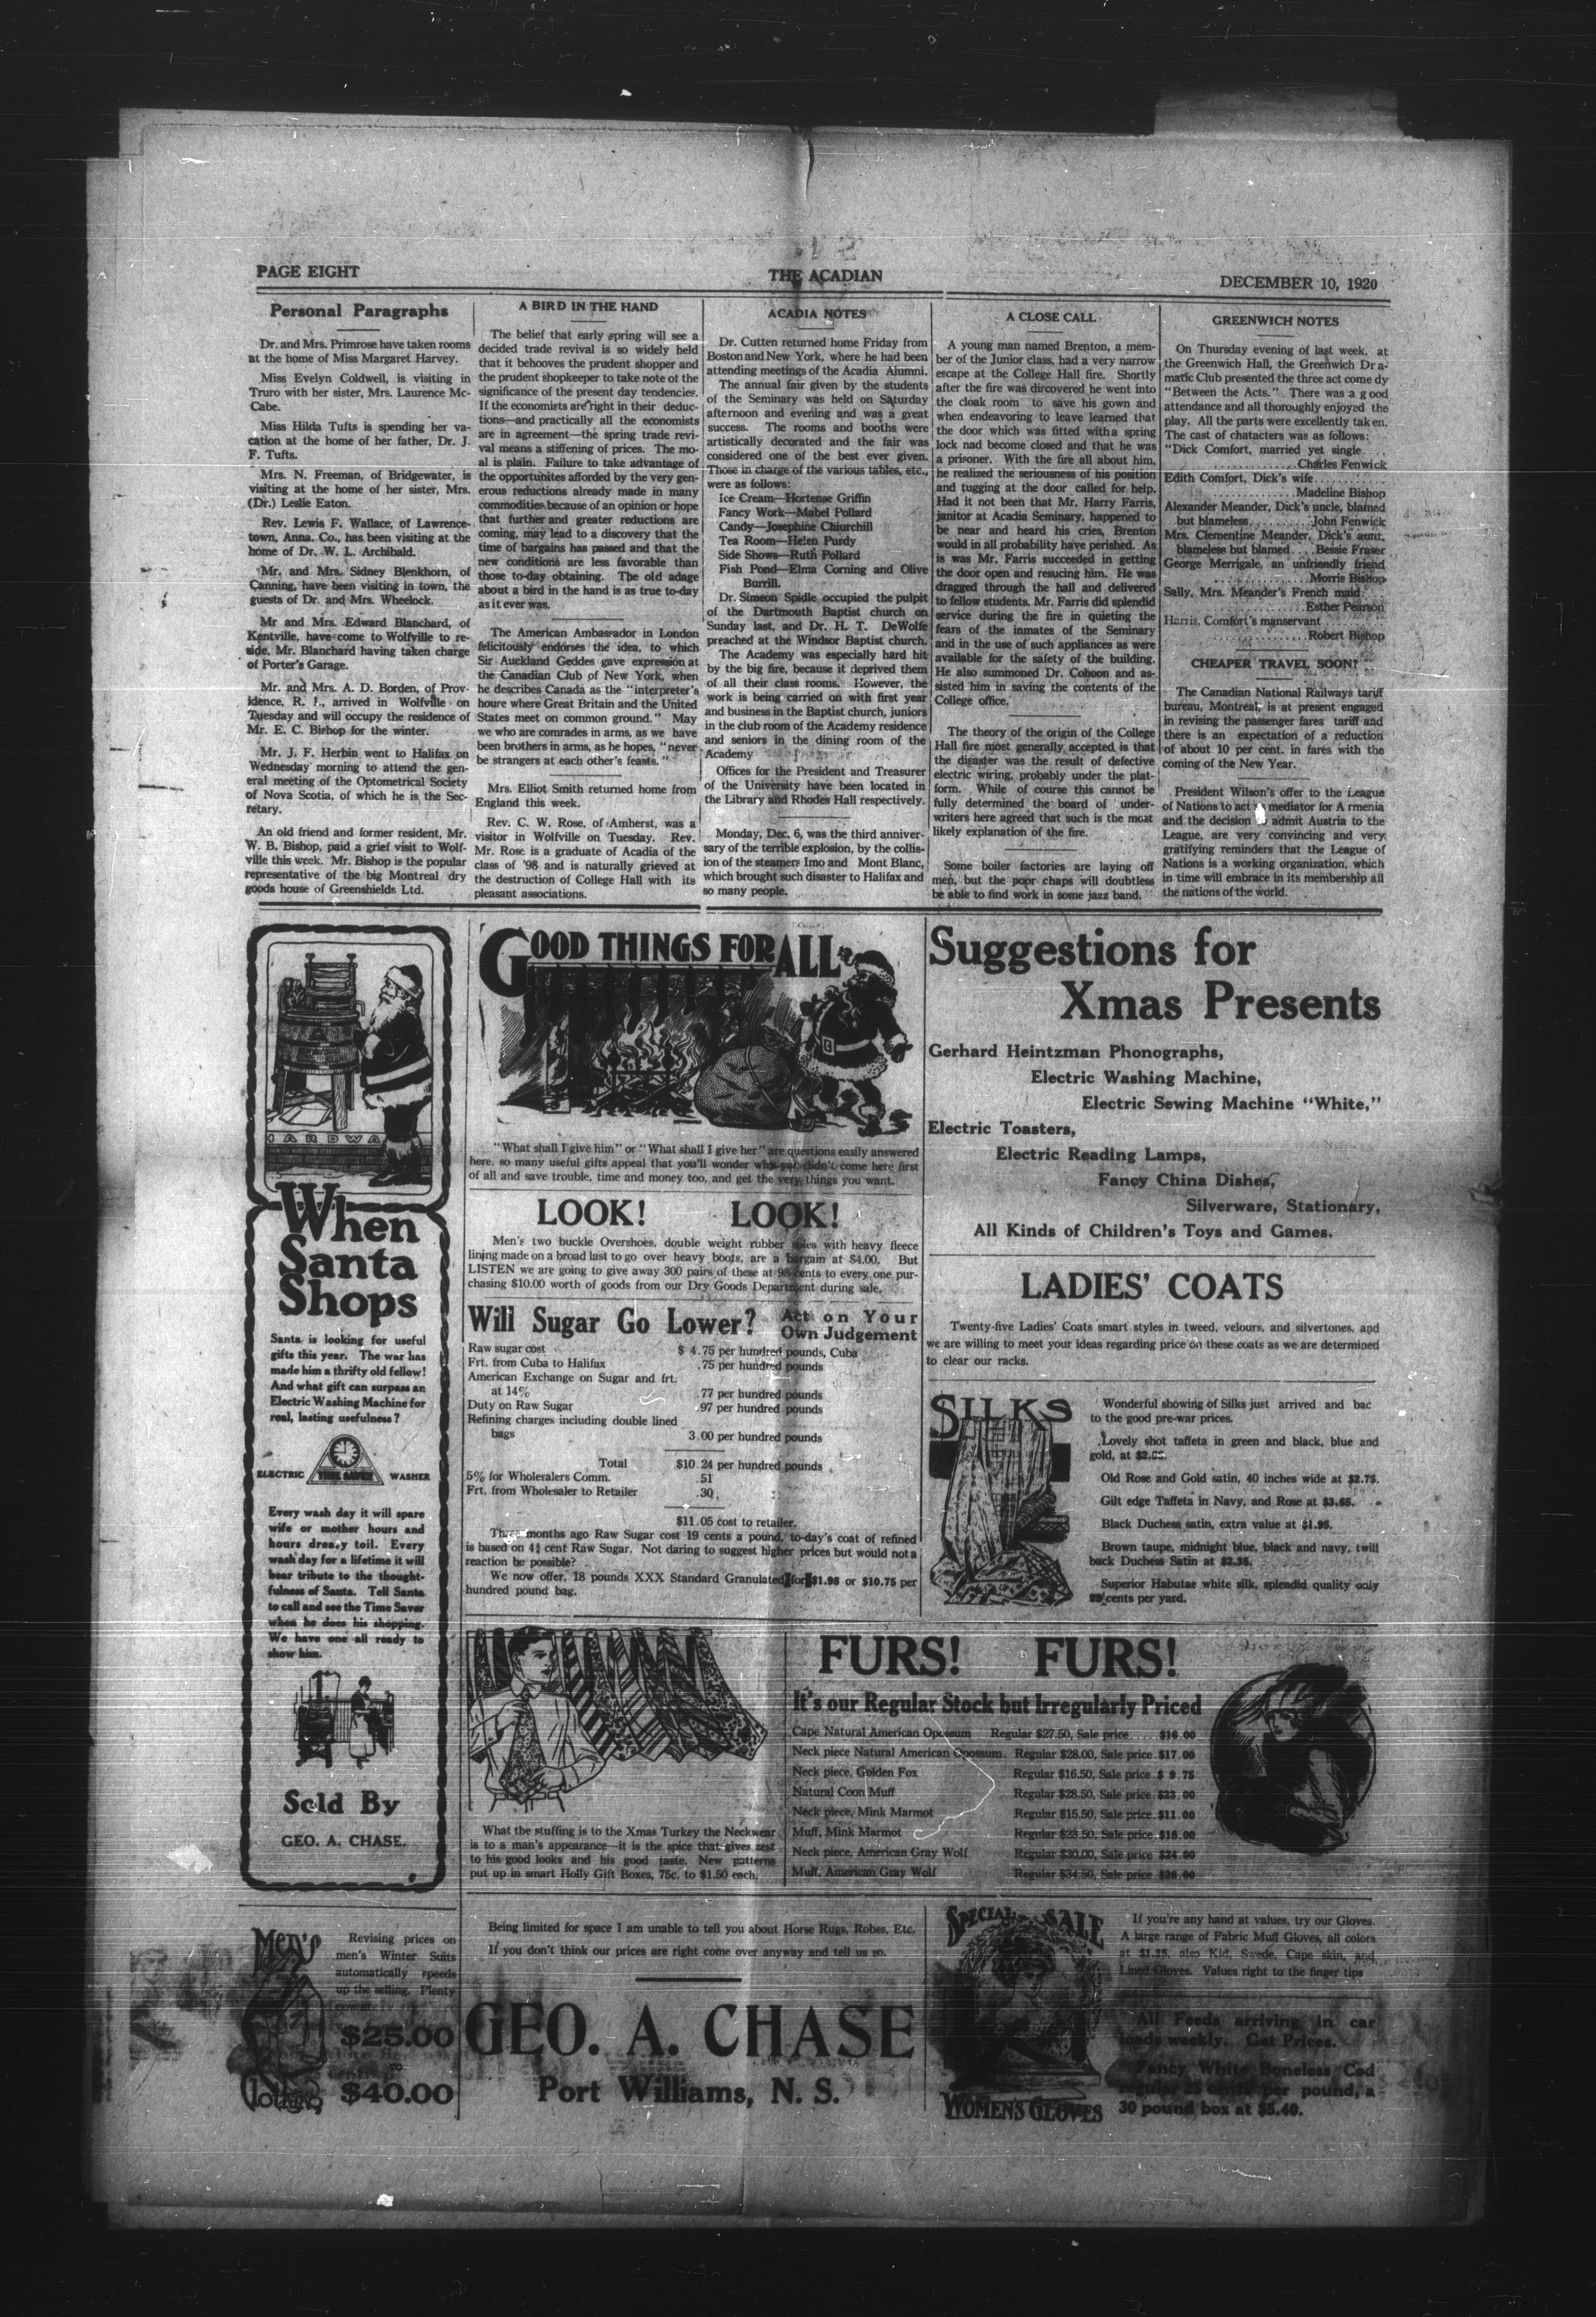 PAGE EIGHT
THE ACADIAN
DECEMBER 10, 1920
Personal Paragraphs
Dr. and Mrs. Primrose have taken rooms
at the home of Miss Margaret Harvey.
Miss Evelyn Coldwell, is visiting in
Truro with her sister, Mrs. Laurence Mc-
Cabe.
Miss Hilda Tufts is spending her va-
cation at the home of her father, Dr. J.
F. Tufts.
Mrs. N. Freeman, of Bridgewater, is
visiting at the home of her sister, Mrs.
(Dr.) Leslie Eaton.
Rev. Lewis F. Wallace, of Lawrence-
town, Anna. Co., has been visiting at the
home of Dr. W. L. Archibald.
Mr. and Mrs. Sidney Blenkhorn, of
Canning, have been visiting in town, the
guests of Dr. and Mrs. Wheelock.
Mr and Mrs. Edward Blanchard, of
Kentville, have come to Wolfville to re-
side, Mr. Blanchard having taken charge
of Porter's Garage.
Mr. and Mrs. A. D. Borden, of Prov-
idence, R. I., arrived in Wolfville on
Tuesday and will occupy the residence of
Mr. E. C. Bishop for the winter.
Mr. J. F. Herbin went to Halifax on
Wednesday morning to attend the gen-
eral meeting of the Optometrical Society
of Nova Scotia, of which he is the Sec-
retary.
An old friend and former resident, Mr.
W. B. Bishop, paid a grief visit to Wolf-
ville this week. Mr. Bishop is the popular
representative of the big Montreal dry
goods house of Greenshields Ltd.
A BIRD IN THE HAND
The belief that early spring will see a
decided trade revival is so widely held
that it behooves the prudent shopper and
the prudent shopkeeper to take note of the
significance of the present day tendencies.
If the economists are right in their deduc-
tions—and practically all the economists
are in agreement—the spring trade revi-
val means a stiffening of prices. The mo-
al is plain. Failure to take advantage of
the opportunites afforded by the very gen-
erous reductions already made in many
commodities because of an opinion or hope
that further and greater reductions are
coming, may lead to a discovery that the
time of bargains has passed and that the
new conditions are less favorable than
those to-day obtaining. The old adage
about a bird in the hand is as true to-day
as it ever was.
The American Ambassador in London
felicitously endorses the idea, to which
Sir Auckland Geddes gave expression at
the Canadian Club of New York, when
he describes Canada as the "interpreter's
houre where Great Britain and the United
States meet on common ground." May
we who are comrades in arms, as we have
been brothers in arms, as he hopes, "never
be strangers at each other's feasts."
Mrs. Elliot Smith returned home from
England this week.
Rev. C. W. Rose, of Amherst, was a
visitor in Wolfville on Tuesday. Rev.
Mr. Rose is a graduate of Acadia of the
class of '98 and is naturally grieved at
the destruction of College Hall with its
pleasant associations.
ACADIA NOTES
Dr. Cutten returned home Friday from
Boston and New York, where he had been
attending meetings of the Acadia Alumni.
The annual fair given by the students
of the Seminary was held on Saturday
afternoon and evening and was a great
success. The rooms and booths were
artistically decorated and the fair was
considered one of the best ever given.
Those in charge of the various tables, etc.,
were as follows:
Ice Cream—Hortense Griffin
Fancy Work—Mabel Pollard
Candy—Josephine Chiurchill
Tea Room—Helen Purdy
Side Shows—Ruth Pollard
Fish Pond—Elma Corning and Olive
Burrill.
Dr. Simeon Spidle occupied the pulpit
of the Dartmouth Baptist church on
Sunday last, and Dr. H. T. DeWolfe
preached at the Windsor Baptist church.
The Academy was especially hard hit
by the big fire, because it deprived them
of all their class rooms. However, the
work is being carried on with first year
and business in the Baptist church, juniors
in the club room of the Academy residence
and seniors in the dining room of the
Academy
Offices for the President and Treasurer
of the University have been located in
the Library and Rhodes Hall respectively.
Monday, Dec. 6, was the third anniver-
sary of the terrible explosion, by the collis-
ion of the steamers Imo and Mont Blanc,
which brought such disaster to Halifax and
so many people.
A CLOSE CALL
A young man named Brenton, a mem-
ber of the Junior class, had a very narrow
escape at the College Hall fire. Shortly
after the fire was discovered he went into
the cloak room to save his gown and
when endeavoring to leave learned that
the door which was fitted with a spring
lock nad become closed and that he was
a prisoner. With the fire all about him,
he realized the seriousness of his position
and tugging at the door called for help.
Had it not been that Mr. Harry Farris,
janitor at Acadia Seminary, happened to
be near and heard his cries, Brenton
would in all probability have perished. As
is was Mr. Farris succeeded in getting
the door open and resucing him. He was
dragged through the hall and delivered
to fellow students. Mr. Farris did splendid
service during the fire in quieting the
fears of the inmates of the Seminary
and in the use of such appliances as were
available for the safety of the building.
He also summoned Dr. Cohoon and as-
sisted him in saving the contents of the
College office.
The theory of the origin of the College
Hall fire most generally accepted is that
the disaster was the result of defective
electric wiring, probably under the plat-
form. While of course this cannot be
fully determined the board of under-
writers here agreed that such is the most
likely explanation of the fire.
Some boiler factories are laying off
men, but the poor chaps will doubtless
be able to find work in some jazz band.
GREENWICH NOTES
On Thursday evening of last week, at
the Greenwich Hall, the Greenwich Dra-
matic Club presented the three act comedy
"Between the Acts." There was a good
attendance and all thoroughly enjoyed the
play. All the parts were excellently taken.
The cast of chatacters was as follows:
"Dick Comfort, married yet single....
Charles Fenwick
Edith Comfort, Dick's wife
Madeline Bishop
Alexander Meander, Dick's uncle, blamed
but blameless, John Fenwick
Mrs. Clementine Meander, Dick's aunt,
blameless but blamed.... Bessie Fraser
George Merrigale, an unfriendly friend
Morris Bishop
Sally, Mrs. Meander's French maid
Esther Pearson
Harris, Comfort's manservant
Robert Bishop
CHEAPER TRAVEL SOON?
The Canadian National Railways tariff
bureau, Montreal, is at present engaged
in revising the passenger fares tariff and
there is an expectation of a reduction
of about 10 per cent. in fares with the
coming of the New Year.
President Wilson's offer to the League
of Nations to act mediator for Armenia
and the decision admit Austria to the
League, are very convincing and very
gratifying reminders that the League of
Nations is a working organization, which
in time will embrace in its membership all
the nations of the world.
HARDWA
When
Santa
Shops
Santa is looking for useful
gifts this year. The war has
made him a thrifty old fellow!
And what gift can surpass an
Electric Washing Machine for
real, lasting usefulness?
ELECTRIC TIME SAVER WASHER
Every wash day it will spare
wife or mother hours and
hours dreary toil. Every
wash day for a lifetime it will
bear tribute to the thought-
fulness of Santa. Tell Santa
to call and see the Time Saver
when he does his shopping.
We have one all ready to
show him.
Sold By
GEO. A. CHASE.
GOOD THINGS FOR ALL
"What shall I give him" or "What shall I give her" are questions easily answered
here, so many useful gifts appeal that you'll wonder why you didn't come here first
of all and save trouble, time and money too, and get the very things you want.
LOOK! LOOK!
Men's two buckle Overshoes, double weight rubber soles with heavy fleece
lining made on a broad last to go over heavy boots, are a bargain at $4.00. But
LISTEN we are going to give away 300 pairs of these at 98 cents to every one pur-
chasing $10.00 worth of goods from our Dry Goods Department during sale.
Will Sugar Go Lower? Act on Your
Own Judgement
Raw sugar cost $ 4.75 per hundred pounds, Cuba
Frt. from Cuba to Halifax .75 per hundred pounds
American Exchange on Sugar and frt.
at 14% .77 per hundred pounds
Duty on Raw Sugar .97 per hundred pounds
Refining charges including double lined
bags 3.00 per hundred pounds
Total $10.24 per hundred pounds
5% for Wholesalers Comm. .51
Frt. from Wholesaler to Retailer .30
$11.05 cost to retailer.
Three months ago Raw Sugar cost 19 cents a pound, to-day's coat of refined
is based on 4¾ cent Raw Sugar. Not daring to suggest higher prices but would not a
reaction be possible?
We now offer, 18 pounds XXX Standard Granulated for $1.98 or $10.75 per
hundred pound bag.
Suggestions for
Xmas Presents
Gerhard Heintzman Phonographs,
Electric Washing Machine,
Electric Sewing Machine "White,"
Electric Toasters,
Electric Reading Lamps,
Fancy China Dishes,
Silverware, Stationary,
All Kinds of Children's Toys and Games.
LADIES' COATS
Twenty-five Ladies' Coats smart styles in tweed, velours, and silvertones, and
we are willing to meet your ideas regarding price on these coats as we are determined
to clear our racks.
SILKS
Wonderful showing of Silks just arrived and bac
to the good pre-war prices.
Lovely shot taffeta in green and black, blue and
gold, at
Old Rose and Gold satin, 40 inches wide at $2.75.
Gilt edge Taffeta in Navy, and Rose at $3.65.
Black Duchess satin, extra value at $1.95.
Brown taupe, midnight blue, black and navy, twill
back Duchess Satin at $2.35.
Superior Habutae white silk, splendid quality only
cents per yard.
What the stuffing is to the Xmas Turkey the Neckwear
is to a man's appearance—it is the spice that gives zest
to his good looks and his good taste. New patterns
put up in smart Holly Gift Boxes, 75c. to $1.50 each.
FURS! FURS!
It's our Regular Stock but Irregularly Priced
Cape Natural American Opossum Regular $27.50, Sale price.... $16.00
Neck piece Natural American Opossum. Regular $28.00, Sale price.$17.00
Neck piece, Golden Fox Regular $16.50, Sale price.$ 9.75
Natural Coon Muff Regular $28.50, Sale price.$23.00
Neck piece, Mink Marmot Regular $15.50, Sale price.$11.00
Muff, Mink Marmot Regular $23.50, Sale price.$18.00
Neck piece, American Gray Wolf Regular $30.00, Sale price $24.00
Muff, American Gray Wolf Regular $34.50, Sale price.$26.00
Men's
Clothing
Revising prices on
men's Winter Suits
automatically speeds
up the selling. Plenty
now at
$25.00
$40.00
Being limited for space I am unable to tell you about Horse Rugs, Robes, Etc.
If you don't think our prices are right come over anyway and tell us so.
GEO. A. CHASE
Port Williams, N. S.
SPECIAL SALE
WOMEN'S GLOVES
If you're any hand at values, try our Gloves.
A large range of Fabric Muff Gloves, all colors
at $1.35, also Kid, Swede, Cape skin, and
Lined Gloves. Values right to the finger tips
All Feeds arriving in car
loads weekly. Get Prices.
Fancy White Boneless Cod
regular 25 cents per pound, a
30 pound box at $5.40.